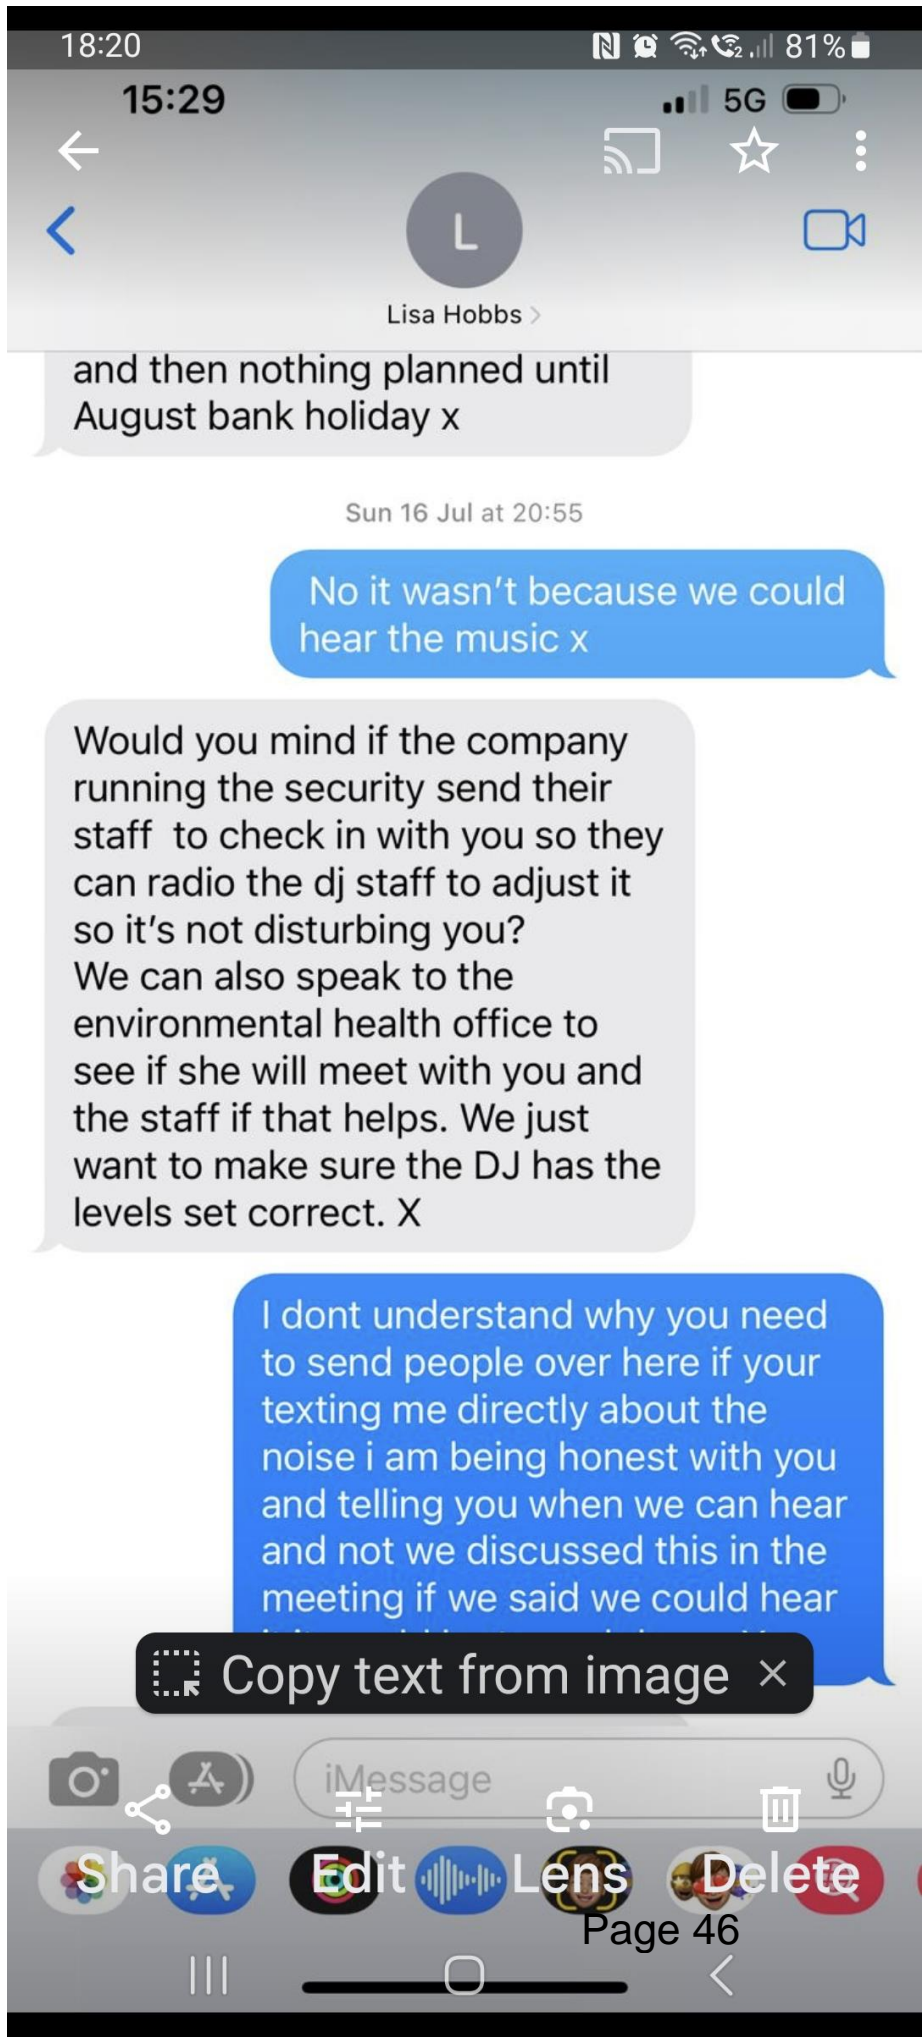 18:20
81%
15:29
5G
L
Lisa Hobbs
and then nothing planned until
August bank holiday x
Sun 16 Jul at 20:55
No it wasn't because we could
hear the music x
Would you mind if the company
running the security send their
staff  to check in with you so they
can radio the dj staff to adjust it
so it's not disturbing you?
We can also speak to the
environmental health office to
see if she will meet with you and
the staff if that helps. We just
want to make sure the DJ has the
levels set correct. X
I dont understand why you need
to send people over here if your
texting me directly about the
noise i am being honest with you
and telling you when we can hear
and not we discussed this in the
meeting if we said we could hear
Copy text from image
iMessage
Share Edit Lens Delete
Page 46